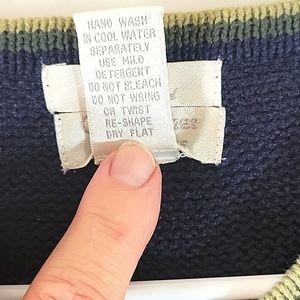 HAND WASH
IN COOL WATER
SEPARATELY
USE MILD
DETERGENT
DO NOT BLEACH
DO NOT WRING
OR TWIST
RE-SHAPE
DRY FLAT